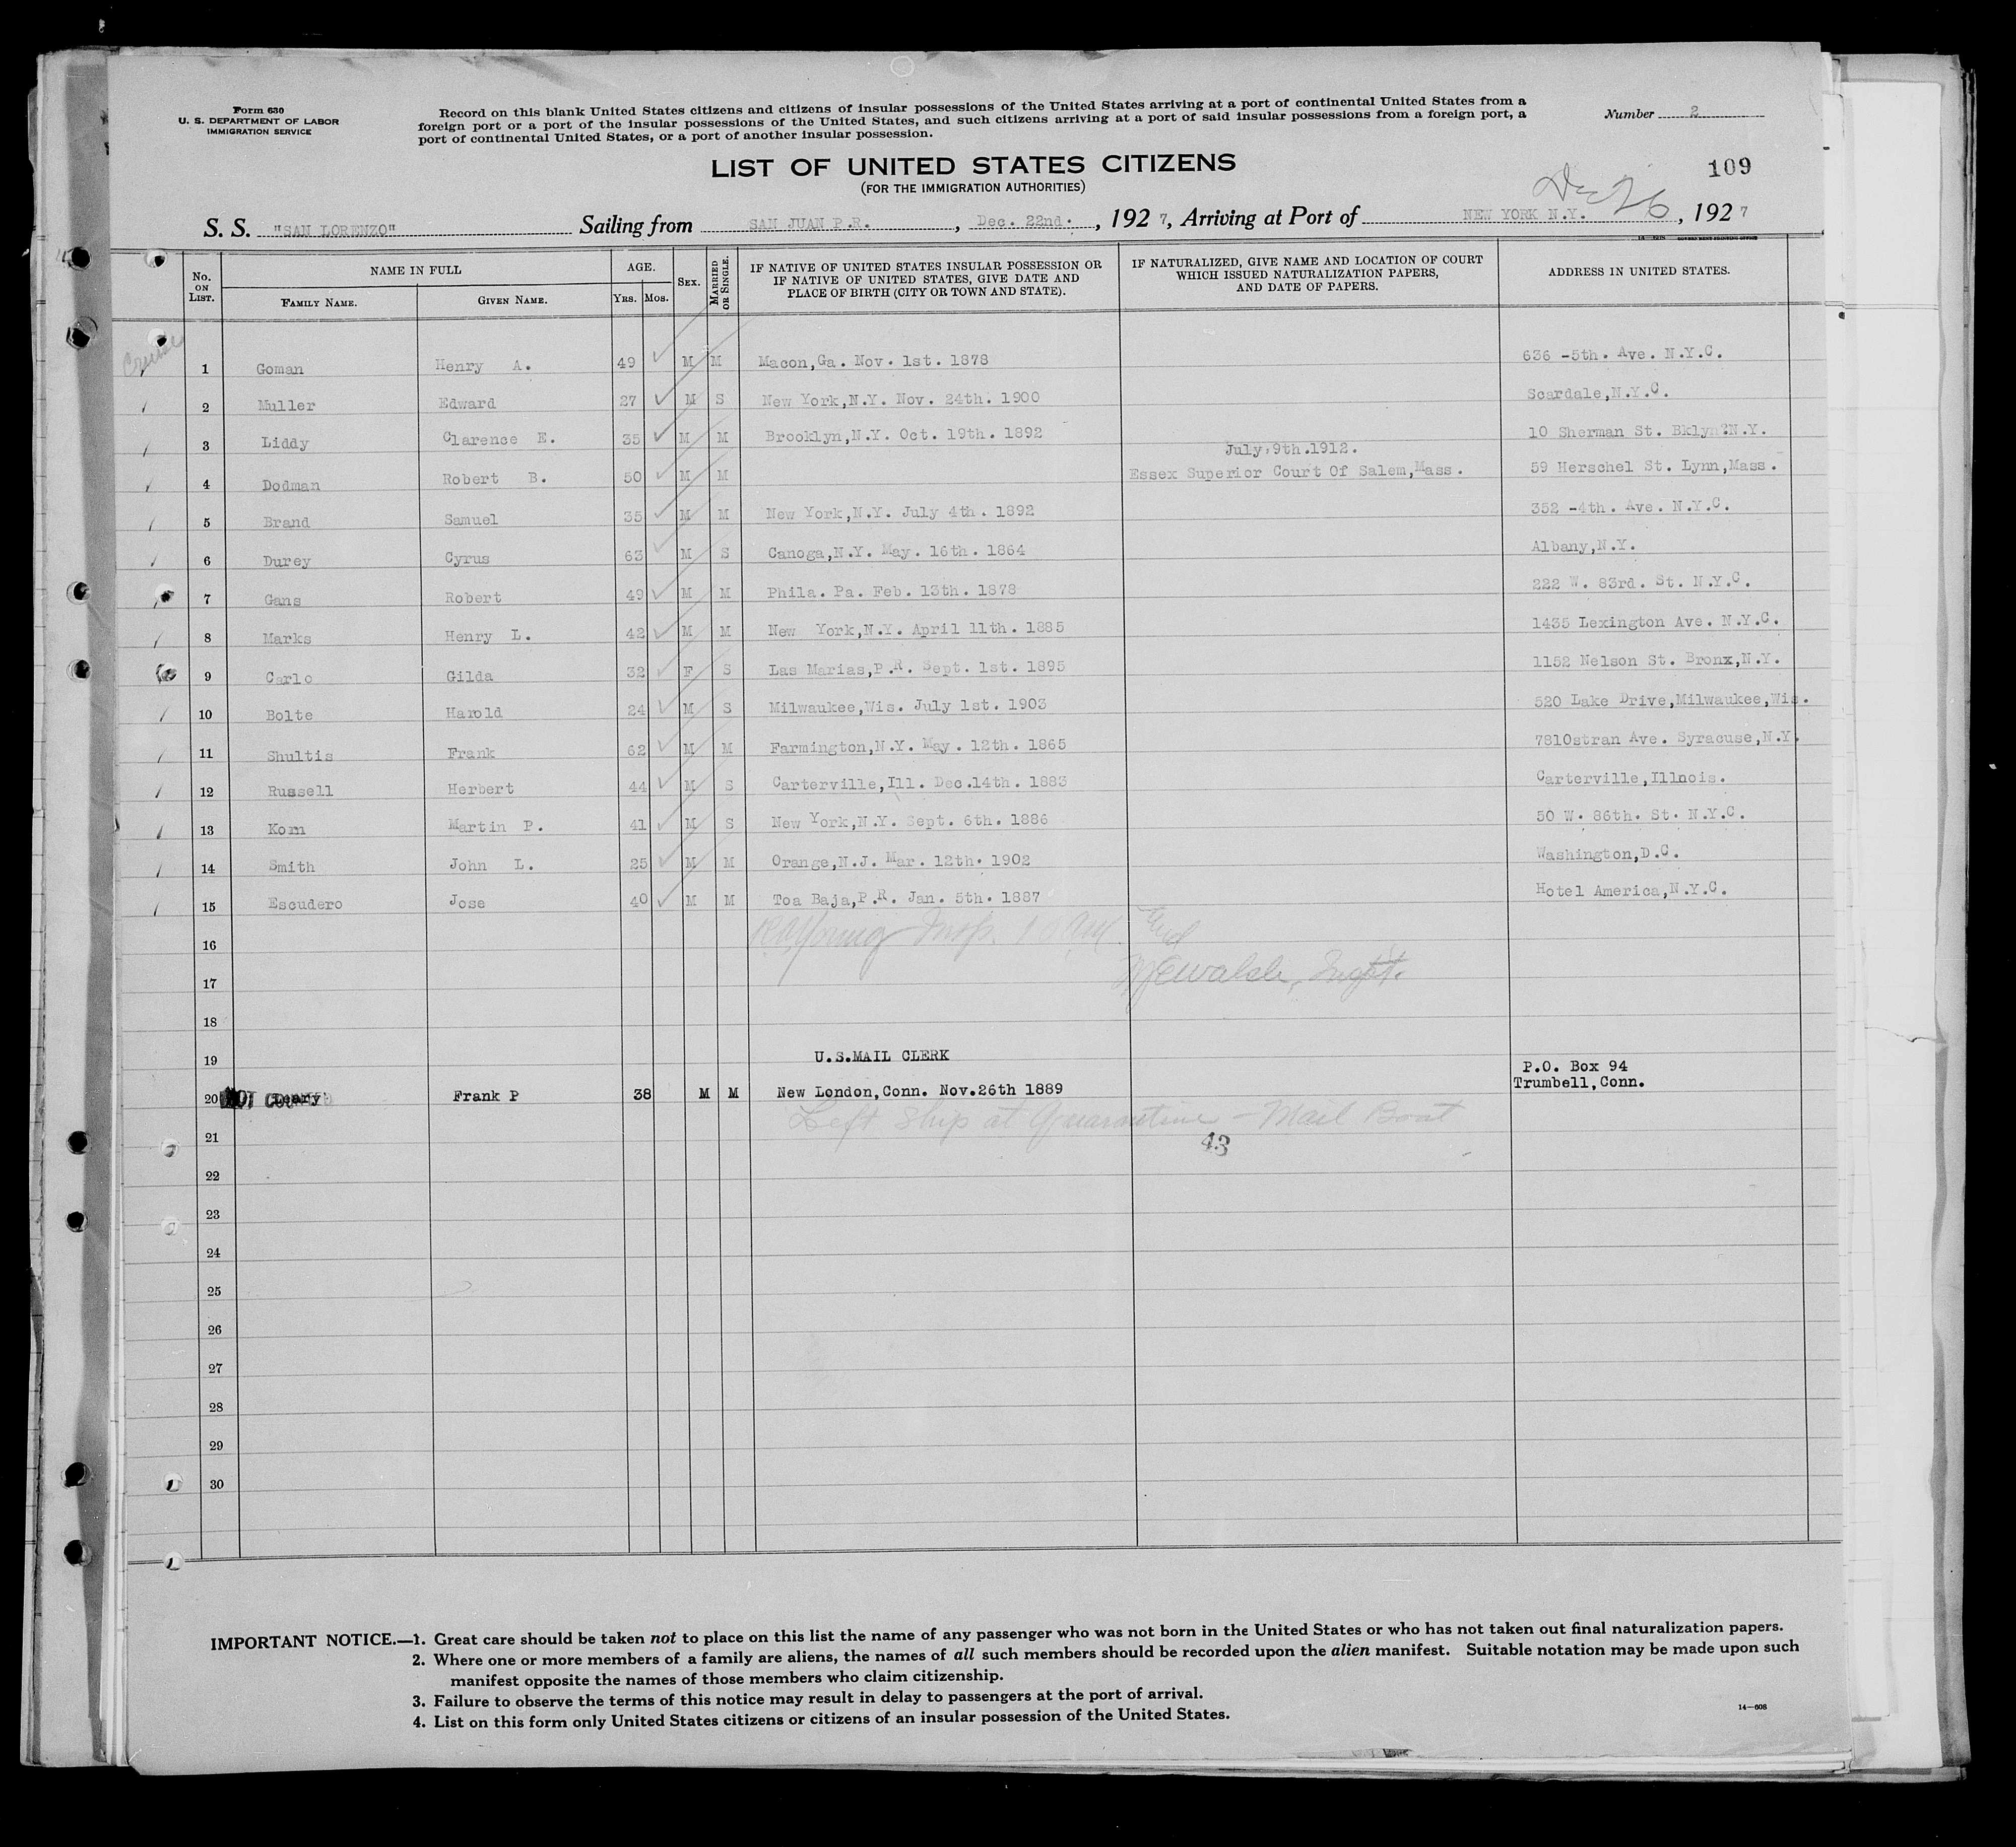 Form 630
U. S. DEPARTMENT OF LABOR
IMMIGRATION SERVICE
Record on this blank United States citizens and citizens of insular possessions of the United States arriving at a port of continental United States from a
foreign port or a port of the insular possessions of the United States, and such citizens arriving at a port of said insular possessions from a foreign port, a
port of continental United States, or a port of another insular possession.
Number 2
109
LIST OF UNITED STATES CITIZENS
(FOR THE IMMIGRATION AUTHORITIES)
Dec 26
S. S. "SAN LORENZO" Sailing from SAN JUAN P.R., Dec. 22nd., 1927, Arriving at Port of NEW YORK N.Y., 1927
No. ON LIST. NAME IN FULL FAMILY NAME. GIVEN NAME. AGE. YRS. MOS. SEX. MARRIED OR SINGLE. IF NATIVE OF UNITED STATES INSULAR POSSESSION OR IF NATIVE OF UNITED STATES, GIVE DATE AND PLACE OF BIRTH (CITY OR TOWN AND STATE). IF NATURALIZED, GIVE NAME AND LOCATION OF COURT WHICH ISSUED NATURALIZATION PAPERS, AND DATE OF PAPERS. ADDRESS IN UNITED STATES.
Cruise
1 Goman Henry A. 49 M M Macon,Ga. Nov. 1st. 1878 636 -5th. Ave. N.Y.C.
2 Muller Edward 27 M S New York,N.Y. Nov. 24th. 1900 Scardale,N.Y.C.
3 Liddy Clarence E. 35 M M Brooklyn,N.Y. Oct. 19th. 1892 10 Sherman St. Bklyn N.Y.
July.9th.1912.
4 Dodman Robert B. 50 M M Essex Superior Court Of Salem,Mass. 59 Herschel St. Lynn,Mass.
5 Brand Samuel 35 M M New York,N.Y. July 4th. 1892 352 -4th. Ave. N.Y.C.
6 Durey Cyrus 63 M S Canoga,N.Y. May. 16th. 1864 Albany,N.Y.
7 Gans Robert 49 M M Phila. Pa. Feb. 13th. 1878 222 W. 83rd. St. N.Y.C.
8 Marks Henry L. 42 M M New York,N.Y. April 11th. 1885 1435 Lexington Ave. N.Y.C.
9 Carlo Gilda 32 F S Las Marias,P.R. Sept. 1st. 1895 1152 Nelson St. Bronx,N.Y.
10 Bolte Harold 24 M S Milwaukee,Wis. July 1st. 1903 520 Lake Drive,Milwaukee,Wis.
11 Shultis Frank 62 M M Farmington,N.Y. May. 12th. 1865 781Ostran Ave. Syracuse,N.Y.
12 Russell Herbert 44 M S Carterville,Ill. Dec.14th. 1883 Carterville,Illnois.
13 Korn Martin P. 41 M S New York,N.Y. Sept. 6th. 1886 50 W. 86th. St. N.Y.C.
14 Smith John L. 25 M M Orange,N.J. Mar. 12th. 1902 Washington,D.C.
15 Escudero Jose 40 M M Toa Baja,P.R. Jan. 5th. 1887 Hotel America,N.Y.C.
16 Insp. 10 AM End
17
18
19 U.S.MAIL CLERK
P.O. Box 94
20 Leary Frank P 38 M M New London,Conn. Nov.26th 1889 Trumbell,Conn.
Left Ship at Quarantine - Mail Boat
21 43
22
23
24
25
26
27
28
29
30
IMPORTANT NOTICE.—1. Great care should be taken not to place on this list the name of any passenger who was not born in the United States or who has not taken out final naturalization papers.
2. Where one or more members of a family are aliens, the names of all such members should be recorded upon the alien manifest. Suitable notation may be made upon such
manifest opposite the names of those members who claim citizenship.
3. Failure to observe the terms of this notice may result in delay to passengers at the port of arrival.
4. List on this form only United States citizens or citizens of an insular possession of the United States.
14—608